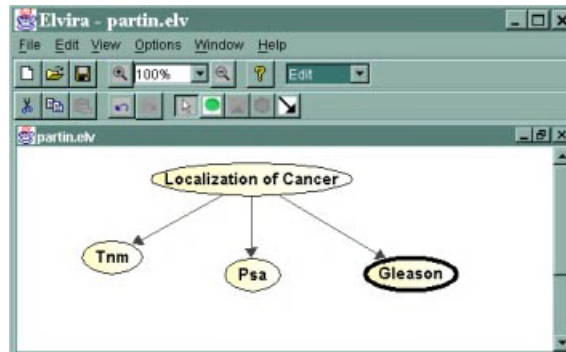 Elvira - partin.elv
File Edit View Options Window Help
100% Edit
partin.elv
Localization of Cancer
Tnm
Psa
Gleason